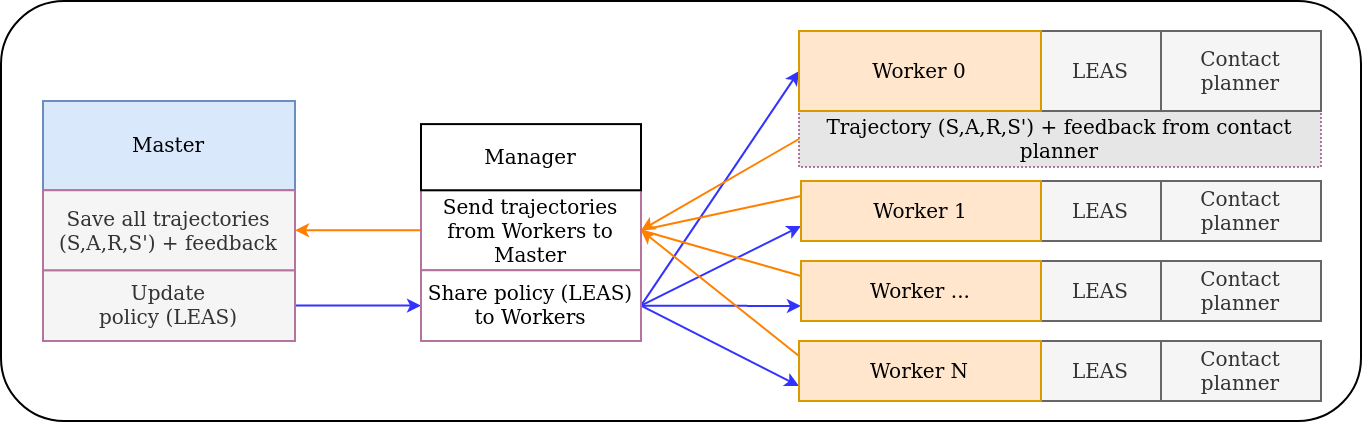 Master
Save all trajectories
(S,A,R,S') + feedback
Update
policy (LEAS)
Manager
Send trajectories
from Workers to
Master
Share policy (LEAS)
to Workers
Worker 0
LEAS
Contact
planner
Trajectory (S,A,R,S') + feedback from contact
planner
Worker 1
LEAS
Contact
planner
Worker ...
LEAS
Contact
planner
Worker N
LEAS
Contact
planner